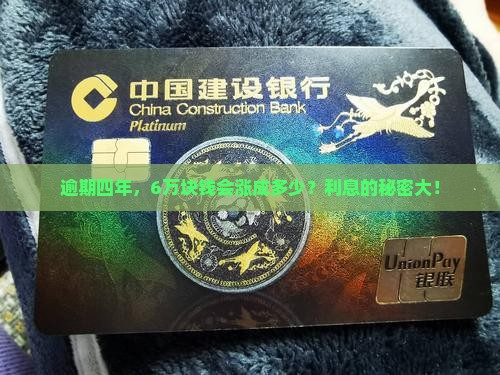 中国建设银行
China Construction Bank
Platinum
逾期四年，6万块钱会涨成多少？利息的秘密大！
UnionPay
银联